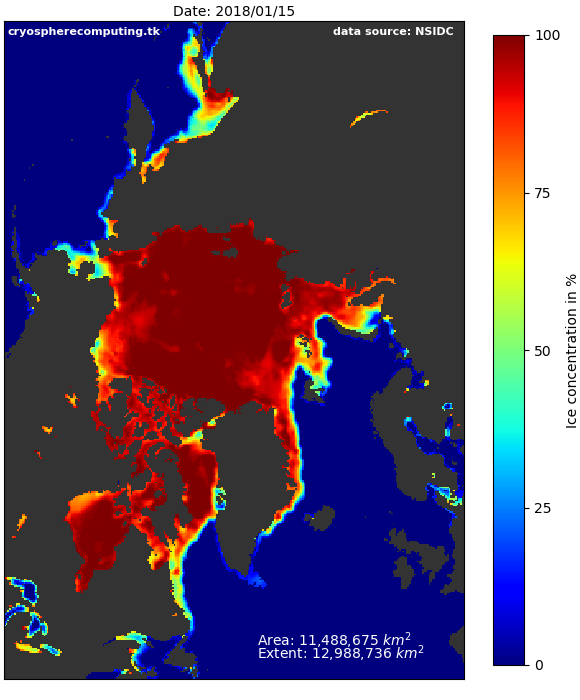 Date: 2018/01/15
cryospherecomputing.tk data source: NSIDC
100
75
50
25
0
Ice concentration in %
Area: 11,488,675 km²
Extent: 12,988,736 km²